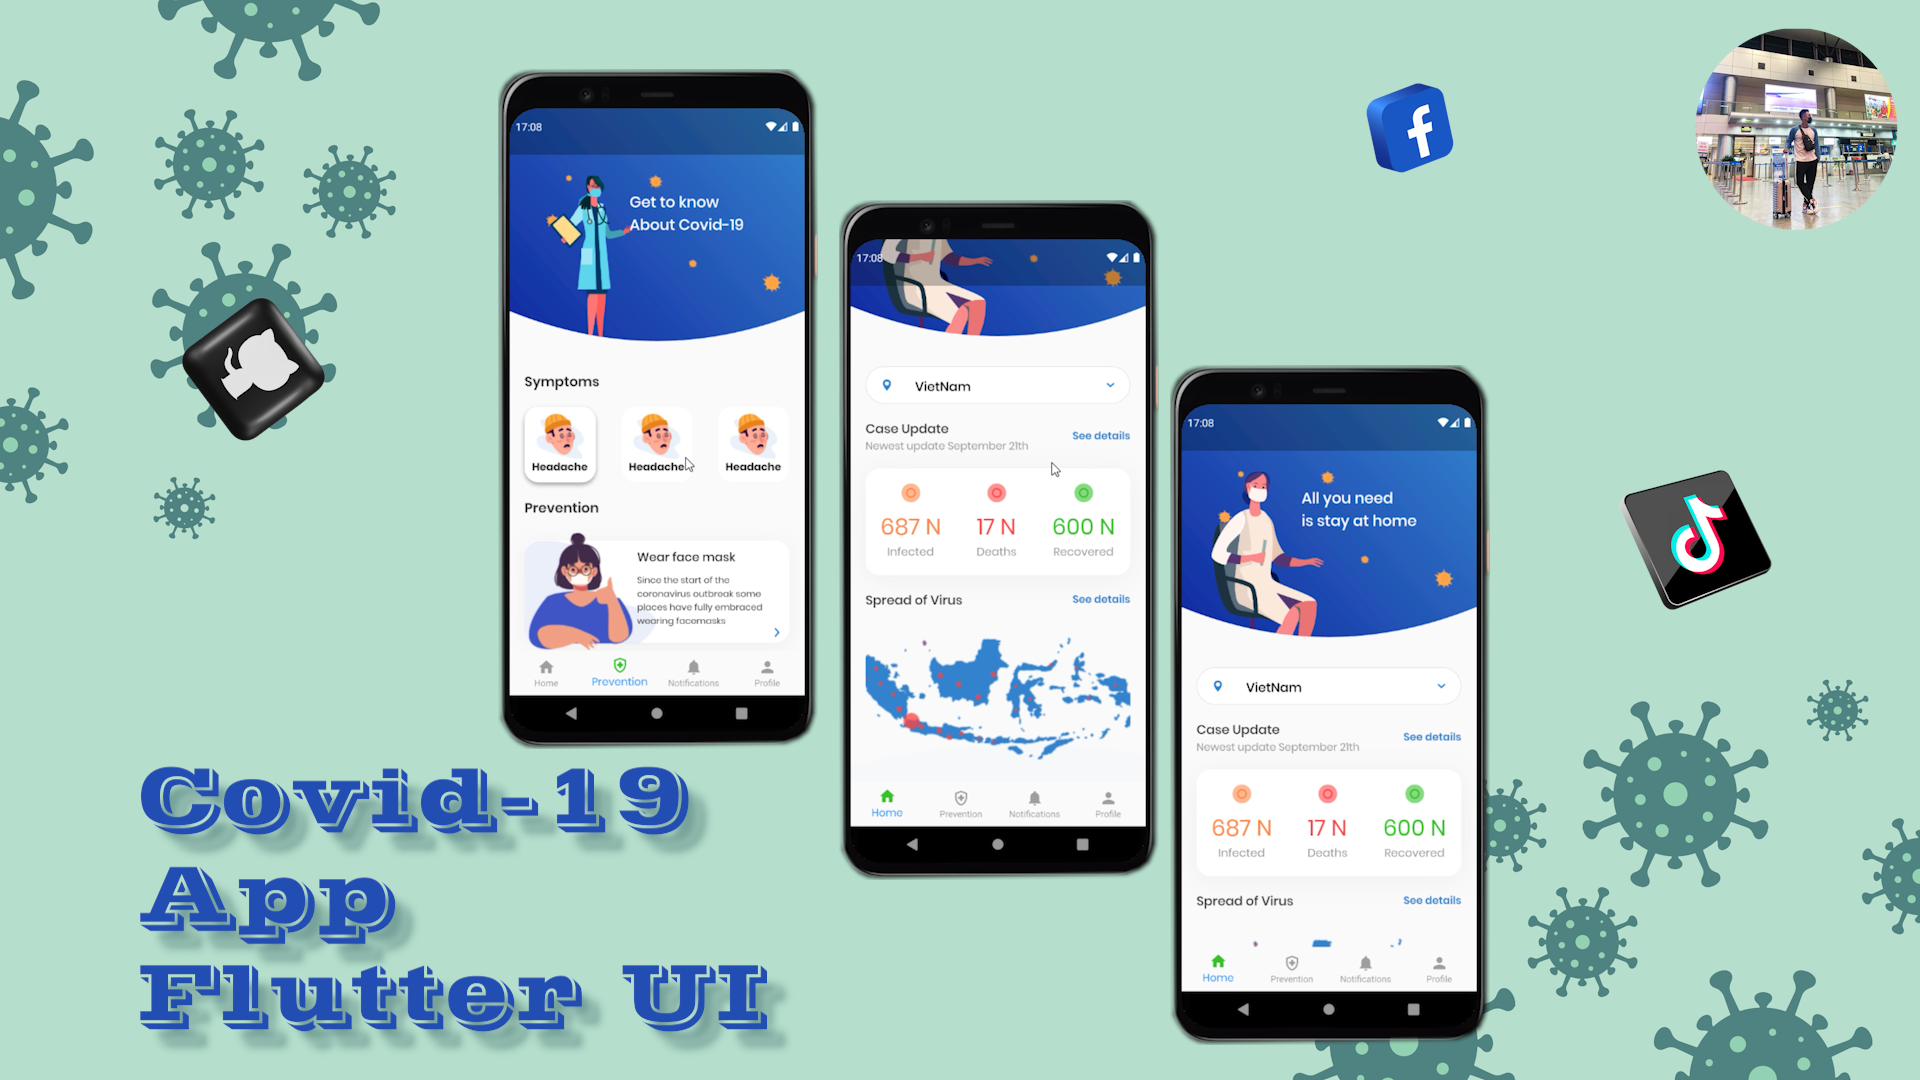 17:08
Get to know
About Covid-19
Symptoms
Headache
Headache
Headache
Prevention
Wear face mask
Since the start of the
coronavirus outbreak some
places have fully embraced
wearing facemasks
Home
Prevention
Notifications
Profile
17:08
VietNam
Case Update
Newest update September 21th
See details
687 N
17 N
600 N
Infected
Deaths
Recovered
Spread of Virus
See details
Home
Prevention
Notifications
Profile
17:08
All you need
is stay at home
VietNam
Case Update
Newest update September 21th
See details
687 N
17 N
600 N
Infected
Deaths
Recovered
Spread of Virus
See details
Home
Prevention
Notifications
Profile
Covid-19
App
Flutter UI